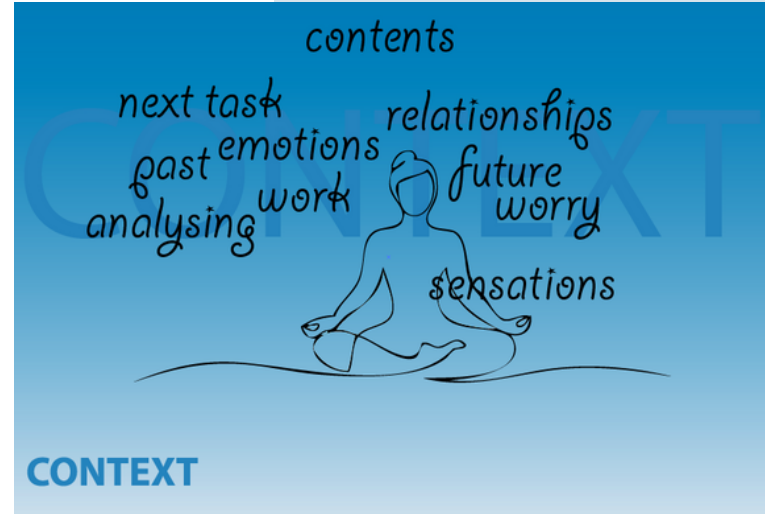 contents
next task
relationships
emotions
past
future
work
worry
analysing
sensations
CONTEXT
CONTEXT